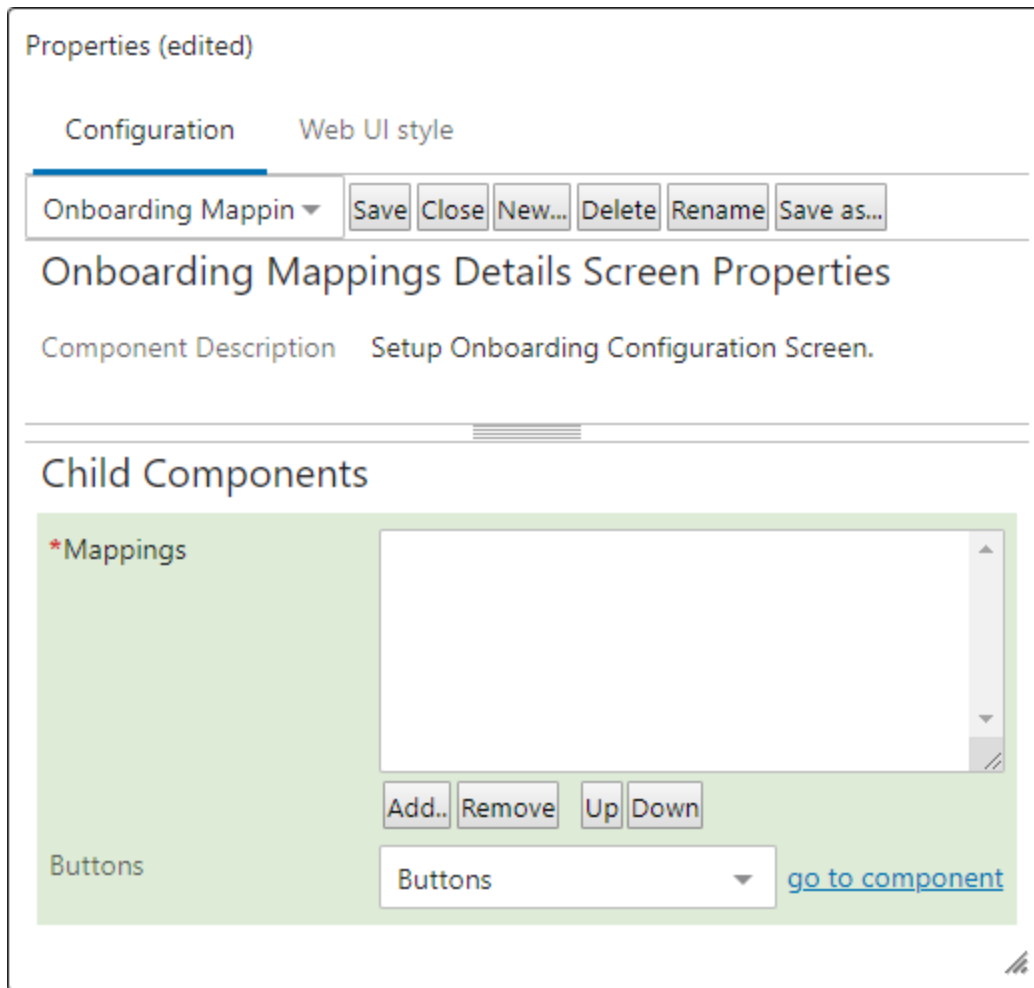 Properties (edited)
Configuration Web UI style
Onboarding Mappin Save Close New... Delete Rename Save as...
Onboarding Mappings Details Screen Properties
Component Description Setup Onboarding Configuration Screen.
Child Components
*Mappings
Add.. Remove Up Down
Buttons Buttons go to component